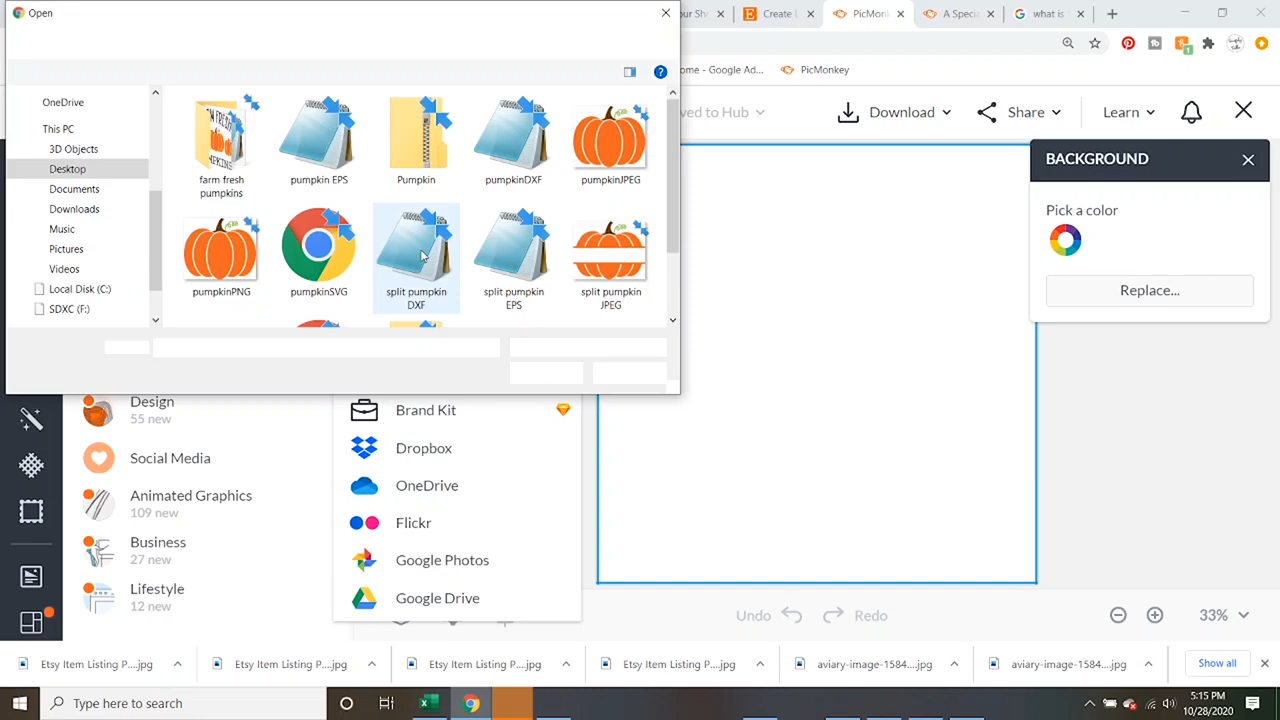 Open
our Sh
Create L
PicMonk
A Specia
what is
ome - Google Ad...
PicMonkey
OneDrive
This PC
3D Objects
Desktop
Documents
Downloads
Music
Pictures
Videos
Local Disk (C:)
SDXC (F:)
FARM FRESH
farm fresh
pumpkins
pumpkin EPS
Pumpkin
pumpkinDXF
pumpkinJPEG
pumpkinPNG
pumpkinSVG
split pumpkin
DXF
split pumpkin
EPS
split pumpkin
JPEG
ved to Hub
Download
Share
Learn
BACKGROUND
Pick a color
Replace...
Design
55 new
Social Media
Animated Graphics
109 new
Business
27 new
Lifestyle
12 new
Brand Kit
Dropbox
OneDrive
Flickr
Google Photos
Google Drive
Undo
Redo
33%
Etsy Item Listing P....jpg
Etsy Item Listing P....jpg
Etsy Item Listing P....jpg
Etsy Item Listing P....jpg
aviary-image-1584....jpg
aviary-image-1584....jpg
Show all
Type here to search
5:15 PM
10/28/2020